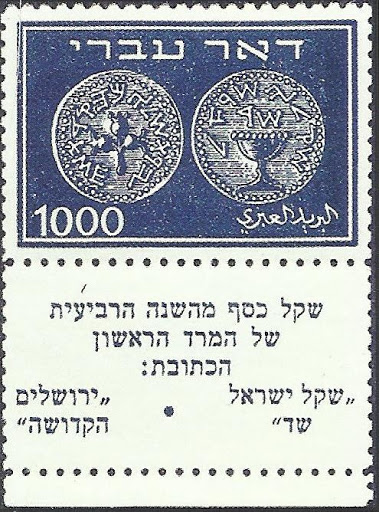 דאר עברי
1000
البريد العبري
שקל כסף מהשנה הרביעית
של המרד הראשון
הכתובת:
„שקל ישראל
שד“
•
„ירושלים
הקדושה“